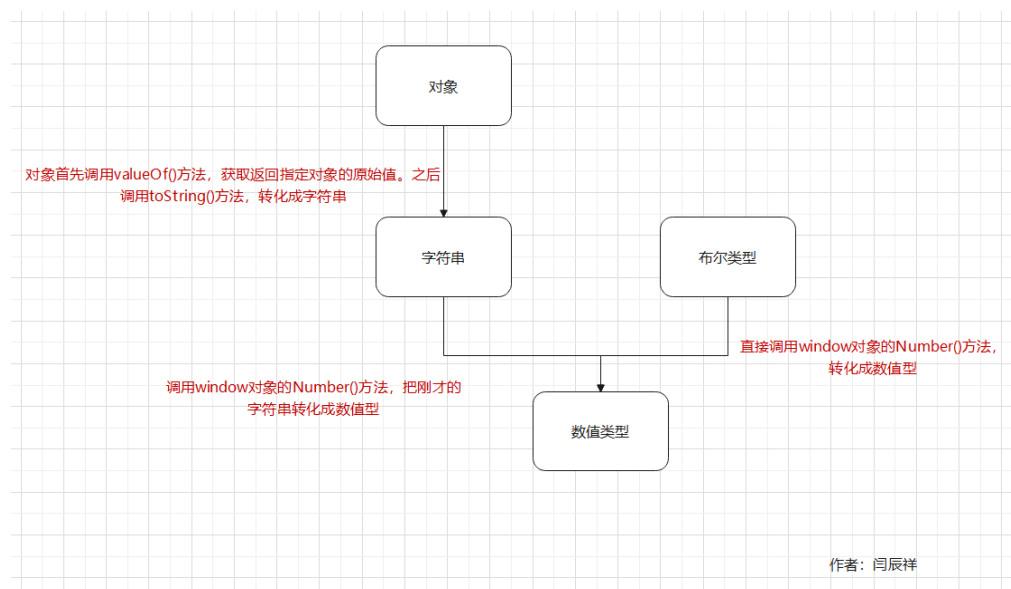 对象
对象首先调用valueOf()方法，获取返回指定对象的原始值。之后
调用toString()方法，转化成字符串
字符串
布尔类型
直接调用window对象的Number()方法，
转化成数值型
调用window对象的Number()方法，把刚才的
字符串转化成数值型
数值类型
作者：闫辰祥